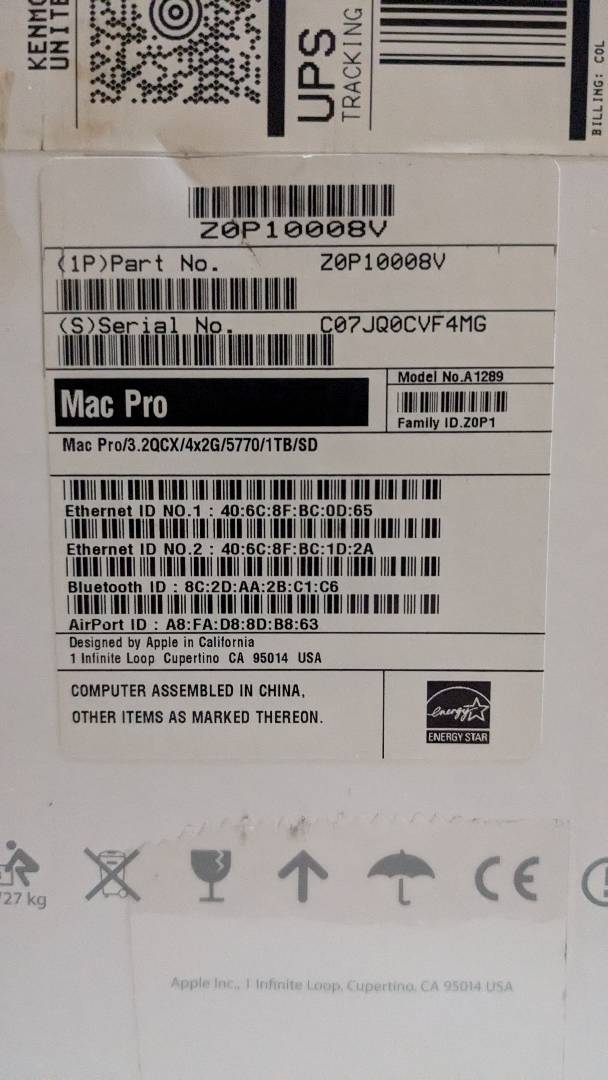 KENMO
UNITE
UPS
TRACKING
BILLING: COL
Z0P10008V
(1P)Part No. Z0P10008V
(S)Serial No. C07JQ0CVF4MG
Mac Pro
Model No.A1289
Family ID.Z0P1
Mac Pro/3.2QCX/4x2G/5770/1TB/SD
Ethernet ID NO.1 : 40:6C:8F:BC:0D:65
Ethernet ID NO.2 : 40:6C:8F:BC:1D:2A
Bluetooth ID : 8C:2D:AA:2B:C1:C6
AirPort ID : A8:FA:D8:8D:B8:63
Designed by Apple in California
1 Infinite Loop Cupertino CA 95014 USA
COMPUTER ASSEMBLED IN CHINA,
OTHER ITEMS AS MARKED THEREON.
energy
ENERGY STAR
/27 kg
CE
Apple Inc., 1 Infinite Loop, Cupertino, CA 95014 USA